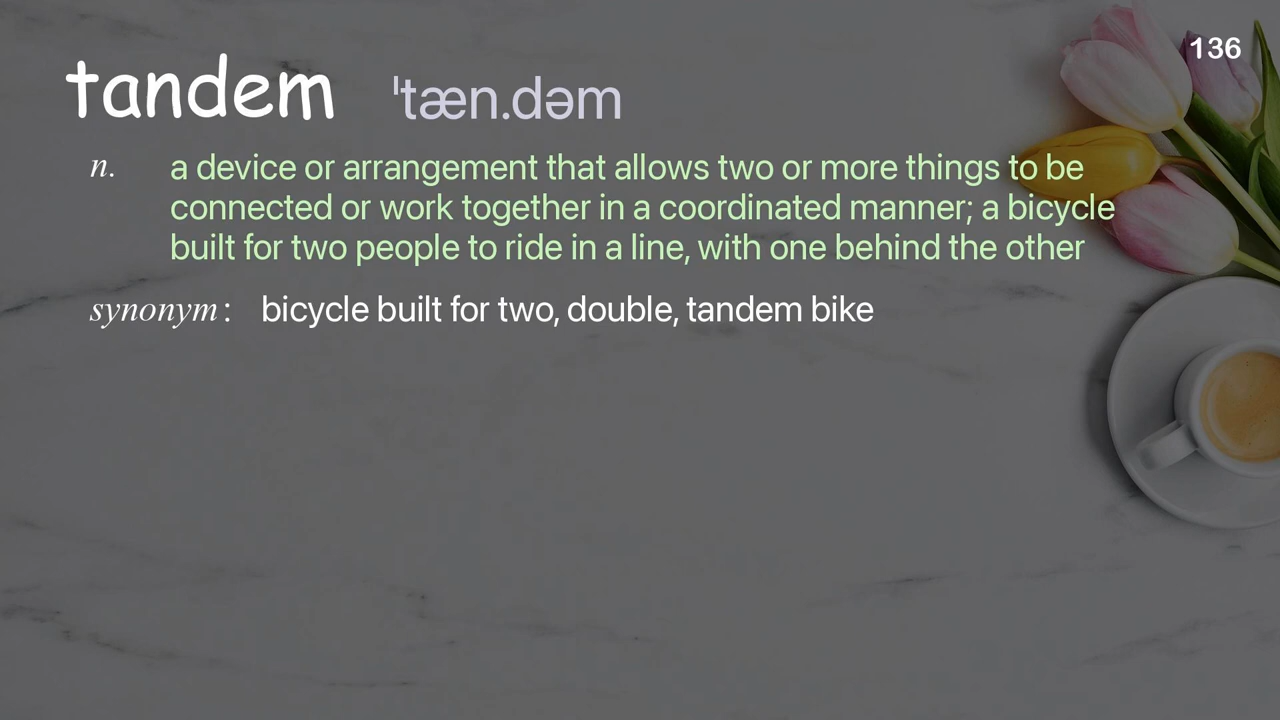 136
tandem ˈtæn.dəm
n. a device or arrangement that allows two or more things to be
connected or work together in a coordinated manner; a bicycle
built for two people to ride in a line, with one behind the other
synonym: bicycle built for two, double, tandem bike